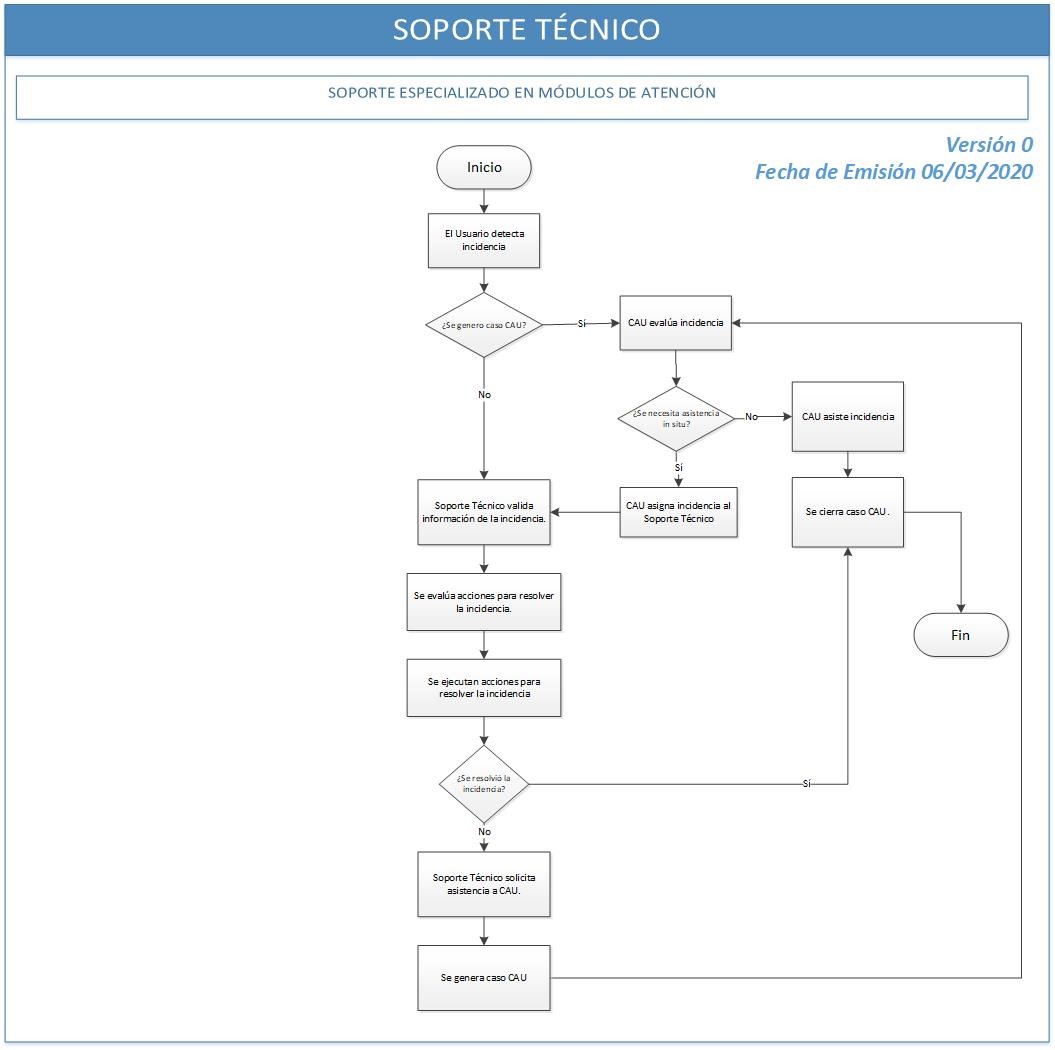 SOPORTE TÉCNICO
SOPORTE ESPECIALIZADO EN MÓDULOS DE ATENCIÓN
Versión 0
Fecha de Emisión 06/03/2020
Inicio
El Usuario detecta
incidencia
¿Se genero caso CAU?
Sí
CAU evalúa incidencia
No
¿Se necesita asistencia
in situ?
No
CAU asiste incidencia
Sí
Soporte Técnico valida
información de la incidencia.
CAU asigna incidencia al
Soporte Técnico
Se cierra caso CAU.
Se evalúa acciones para resolver
la incidencia.
Fin
Se ejecutan acciones para
resolver la incidencia
¿Se resolvió la
incidencia?
Sí
No
Soporte Técnico solicita
asistencia a CAU.
Se genera caso CAU